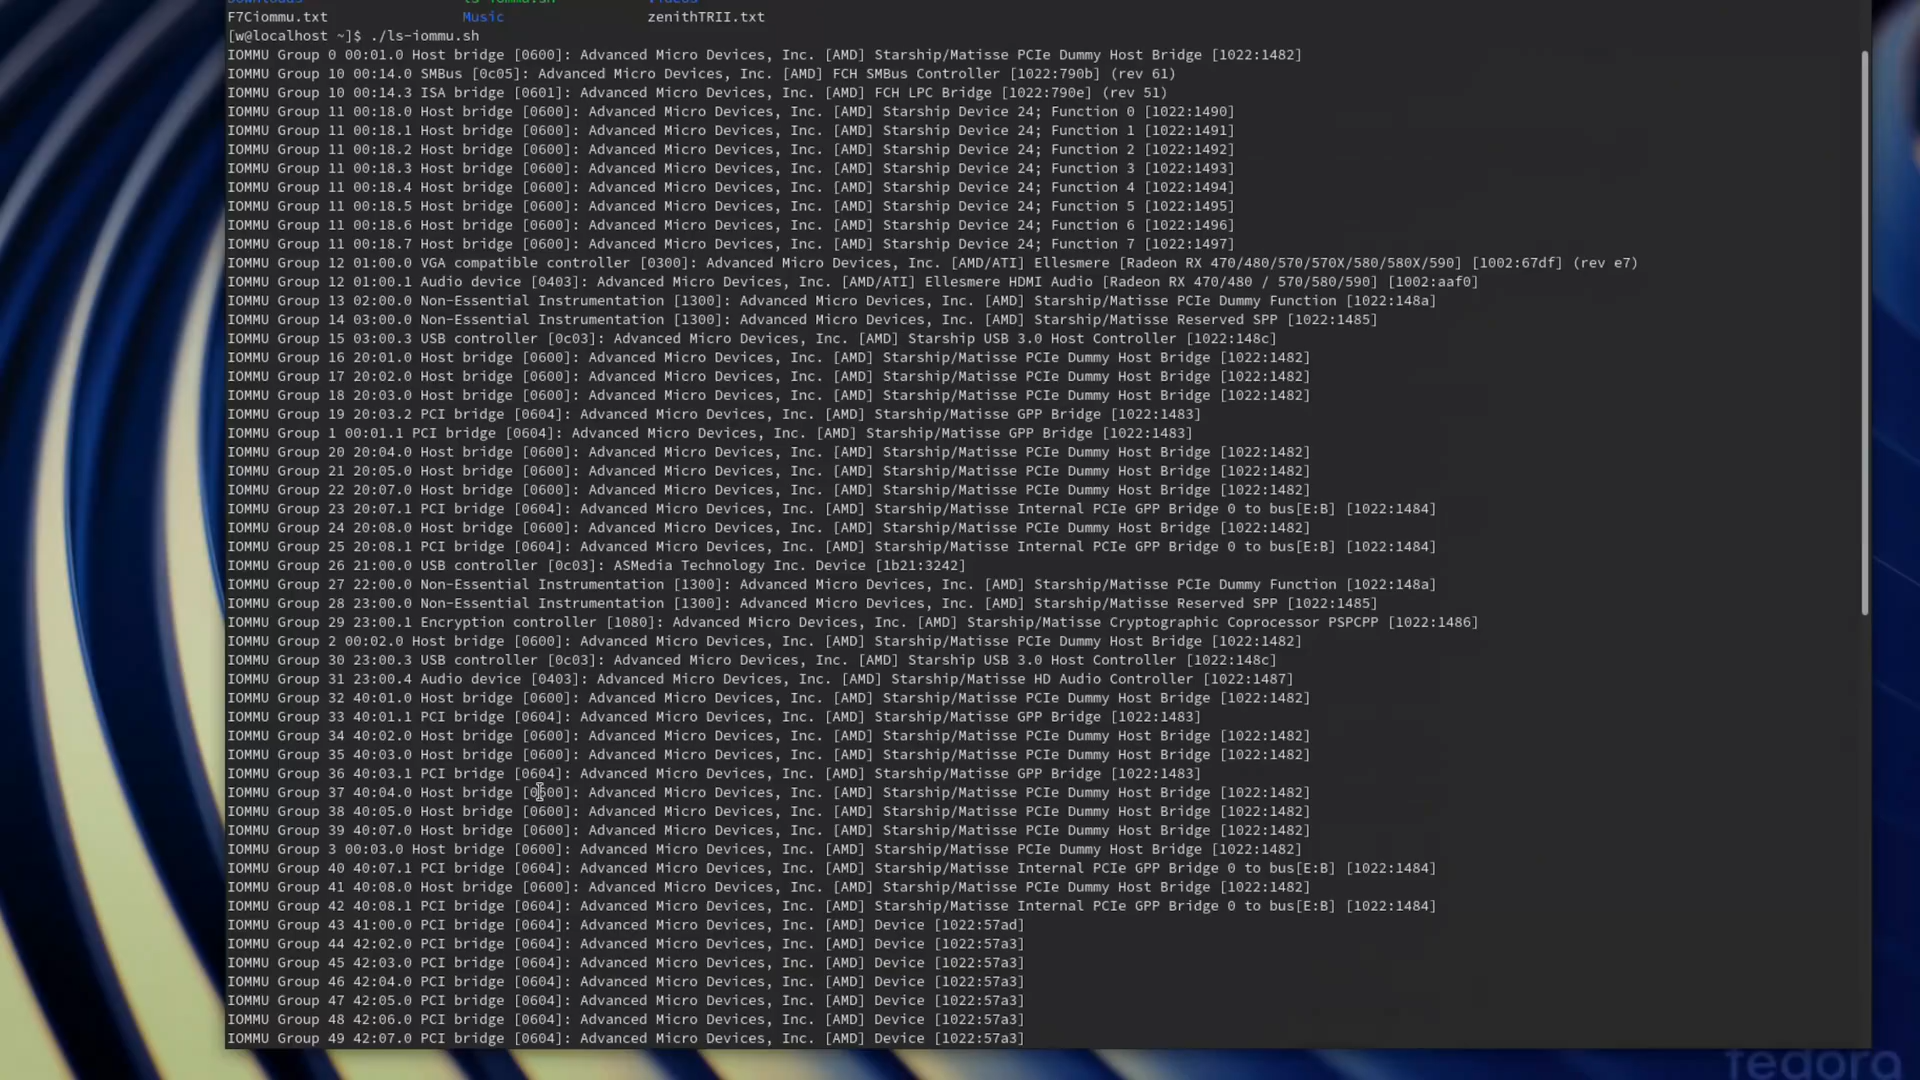 Downloads ls-iommu.sh Videos
F7Ciommu.txt Music zenithTRII.txt
[w@localhost ~]$ ./ls-iommu.sh
IOMMU Group 0 00:01.0 Host bridge [0600]: Advanced Micro Devices, Inc. [AMD] Starship/Matisse PCIe Dummy Host Bridge [1022:1482]
IOMMU Group 10 00:14.0 SMBus [0c05]: Advanced Micro Devices, Inc. [AMD] FCH SMBus Controller [1022:790b] (rev 61)
IOMMU Group 10 00:14.3 ISA bridge [0601]: Advanced Micro Devices, Inc. [AMD] FCH LPC Bridge [1022:790e] (rev 51)
IOMMU Group 11 00:18.0 Host bridge [0600]: Advanced Micro Devices, Inc. [AMD] Starship Device 24; Function 0 [1022:1490]
IOMMU Group 11 00:18.1 Host bridge [0600]: Advanced Micro Devices, Inc. [AMD] Starship Device 24; Function 1 [1022:1491]
IOMMU Group 11 00:18.2 Host bridge [0600]: Advanced Micro Devices, Inc. [AMD] Starship Device 24; Function 2 [1022:1492]
IOMMU Group 11 00:18.3 Host bridge [0600]: Advanced Micro Devices, Inc. [AMD] Starship Device 24; Function 3 [1022:1493]
IOMMU Group 11 00:18.4 Host bridge [0600]: Advanced Micro Devices, Inc. [AMD] Starship Device 24; Function 4 [1022:1494]
IOMMU Group 11 00:18.5 Host bridge [0600]: Advanced Micro Devices, Inc. [AMD] Starship Device 24; Function 5 [1022:1495]
IOMMU Group 11 00:18.6 Host bridge [0600]: Advanced Micro Devices, Inc. [AMD] Starship Device 24; Function 6 [1022:1496]
IOMMU Group 11 00:18.7 Host bridge [0600]: Advanced Micro Devices, Inc. [AMD] Starship Device 24; Function 7 [1022:1497]
IOMMU Group 12 01:00.0 VGA compatible controller [0300]: Advanced Micro Devices, Inc. [AMD/ATI] Ellesmere [Radeon RX 470/480/570/570X/580/580X/590] [1002:67df] (rev e7)
IOMMU Group 12 01:00.1 Audio device [0403]: Advanced Micro Devices, Inc. [AMD/ATI] Ellesmere HDMI Audio [Radeon RX 470/480 / 570/580/590] [1002:aaf0]
IOMMU Group 13 02:00.0 Non-Essential Instrumentation [1300]: Advanced Micro Devices, Inc. [AMD] Starship/Matisse PCIe Dummy Function [1022:148a]
IOMMU Group 14 03:00.0 Non-Essential Instrumentation [1300]: Advanced Micro Devices, Inc. [AMD] Starship/Matisse Reserved SPP [1022:1485]
IOMMU Group 15 03:00.3 USB controller [0c03]: Advanced Micro Devices, Inc. [AMD] Starship USB 3.0 Host Controller [1022:148c]
IOMMU Group 16 20:01.0 Host bridge [0600]: Advanced Micro Devices, Inc. [AMD] Starship/Matisse PCIe Dummy Host Bridge [1022:1482]
IOMMU Group 17 20:02.0 Host bridge [0600]: Advanced Micro Devices, Inc. [AMD] Starship/Matisse PCIe Dummy Host Bridge [1022:1482]
IOMMU Group 18 20:03.0 Host bridge [0600]: Advanced Micro Devices, Inc. [AMD] Starship/Matisse PCIe Dummy Host Bridge [1022:1482]
IOMMU Group 19 20:03.2 PCI bridge [0604]: Advanced Micro Devices, Inc. [AMD] Starship/Matisse GPP Bridge [1022:1483]
IOMMU Group 1 00:01.1 PCI bridge [0604]: Advanced Micro Devices, Inc. [AMD] Starship/Matisse GPP Bridge [1022:1483]
IOMMU Group 20 20:04.0 Host bridge [0600]: Advanced Micro Devices, Inc. [AMD] Starship/Matisse PCIe Dummy Host Bridge [1022:1482]
IOMMU Group 21 20:05.0 Host bridge [0600]: Advanced Micro Devices, Inc. [AMD] Starship/Matisse PCIe Dummy Host Bridge [1022:1482]
IOMMU Group 22 20:07.0 Host bridge [0600]: Advanced Micro Devices, Inc. [AMD] Starship/Matisse PCIe Dummy Host Bridge [1022:1482]
IOMMU Group 23 20:07.1 PCI bridge [0604]: Advanced Micro Devices, Inc. [AMD] Starship/Matisse Internal PCIe GPP Bridge 0 to bus[E:B] [1022:1484]
IOMMU Group 24 20:08.0 Host bridge [0600]: Advanced Micro Devices, Inc. [AMD] Starship/Matisse PCIe Dummy Host Bridge [1022:1482]
IOMMU Group 25 20:08.1 PCI bridge [0604]: Advanced Micro Devices, Inc. [AMD] Starship/Matisse Internal PCIe GPP Bridge 0 to bus[E:B] [1022:1484]
IOMMU Group 26 21:00.0 USB controller [0c03]: ASMedia Technology Inc. Device [1b21:3242]
IOMMU Group 27 22:00.0 Non-Essential Instrumentation [1300]: Advanced Micro Devices, Inc. [AMD] Starship/Matisse PCIe Dummy Function [1022:148a]
IOMMU Group 28 23:00.0 Non-Essential Instrumentation [1300]: Advanced Micro Devices, Inc. [AMD] Starship/Matisse Reserved SPP [1022:1485]
IOMMU Group 29 23:00.1 Encryption controller [1080]: Advanced Micro Devices, Inc. [AMD] Starship/Matisse Cryptographic Coprocessor PSPCPP [1022:1486]
IOMMU Group 2 00:02.0 Host bridge [0600]: Advanced Micro Devices, Inc. [AMD] Starship/Matisse PCIe Dummy Host Bridge [1022:1482]
IOMMU Group 30 23:00.3 USB controller [0c03]: Advanced Micro Devices, Inc. [AMD] Starship USB 3.0 Host Controller [1022:148c]
IOMMU Group 31 23:00.4 Audio device [0403]: Advanced Micro Devices, Inc. [AMD] Starship/Matisse HD Audio Controller [1022:1487]
IOMMU Group 32 40:01.0 Host bridge [0600]: Advanced Micro Devices, Inc. [AMD] Starship/Matisse PCIe Dummy Host Bridge [1022:1482]
IOMMU Group 33 40:01.1 PCI bridge [0604]: Advanced Micro Devices, Inc. [AMD] Starship/Matisse GPP Bridge [1022:1483]
IOMMU Group 34 40:02.0 Host bridge [0600]: Advanced Micro Devices, Inc. [AMD] Starship/Matisse PCIe Dummy Host Bridge [1022:1482]
IOMMU Group 35 40:03.0 Host bridge [0600]: Advanced Micro Devices, Inc. [AMD] Starship/Matisse PCIe Dummy Host Bridge [1022:1482]
IOMMU Group 36 40:03.1 PCI bridge [0604]: Advanced Micro Devices, Inc. [AMD] Starship/Matisse GPP Bridge [1022:1483]
IOMMU Group 37 40:04.0 Host bridge [0600]: Advanced Micro Devices, Inc. [AMD] Starship/Matisse PCIe Dummy Host Bridge [1022:1482]
IOMMU Group 38 40:05.0 Host bridge [0600]: Advanced Micro Devices, Inc. [AMD] Starship/Matisse PCIe Dummy Host Bridge [1022:1482]
IOMMU Group 39 40:07.0 Host bridge [0600]: Advanced Micro Devices, Inc. [AMD] Starship/Matisse PCIe Dummy Host Bridge [1022:1482]
IOMMU Group 3 00:03.0 Host bridge [0600]: Advanced Micro Devices, Inc. [AMD] Starship/Matisse PCIe Dummy Host Bridge [1022:1482]
IOMMU Group 40 40:07.1 PCI bridge [0604]: Advanced Micro Devices, Inc. [AMD] Starship/Matisse Internal PCIe GPP Bridge 0 to bus[E:B] [1022:1484]
IOMMU Group 41 40:08.0 Host bridge [0600]: Advanced Micro Devices, Inc. [AMD] Starship/Matisse PCIe Dummy Host Bridge [1022:1482]
IOMMU Group 42 40:08.1 PCI bridge [0604]: Advanced Micro Devices, Inc. [AMD] Starship/Matisse Internal PCIe GPP Bridge 0 to bus[E:B] [1022:1484]
IOMMU Group 43 41:00.0 PCI bridge [0604]: Advanced Micro Devices, Inc. [AMD] Device [1022:57ad]
IOMMU Group 44 42:02.0 PCI bridge [0604]: Advanced Micro Devices, Inc. [AMD] Device [1022:57a3]
IOMMU Group 45 42:03.0 PCI bridge [0604]: Advanced Micro Devices, Inc. [AMD] Device [1022:57a3]
IOMMU Group 46 42:04.0 PCI bridge [0604]: Advanced Micro Devices, Inc. [AMD] Device [1022:57a3]
IOMMU Group 47 42:05.0 PCI bridge [0604]: Advanced Micro Devices, Inc. [AMD] Device [1022:57a3]
IOMMU Group 48 42:06.0 PCI bridge [0604]: Advanced Micro Devices, Inc. [AMD] Device [1022:57a3]
IOMMU Group 49 42:07.0 PCI bridge [0604]: Advanced Micro Devices, Inc. [AMD] Device [1022:57a3]
fedora